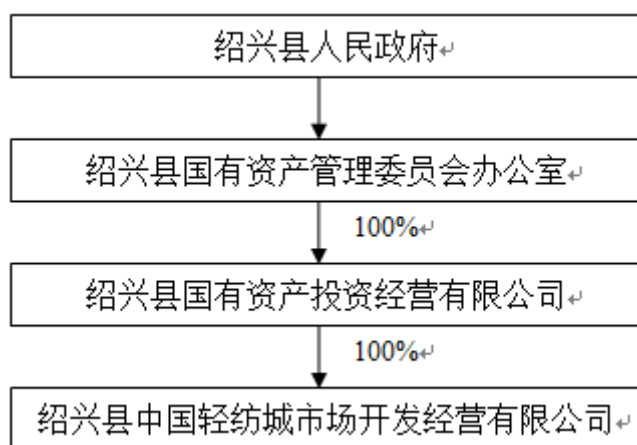 绍兴县人民政府
绍兴县国有资产管理委员会办公室
100%
绍兴县国有资产投资经营有限公司
100%
绍兴县中国轻纺城市场开发经营有限公司